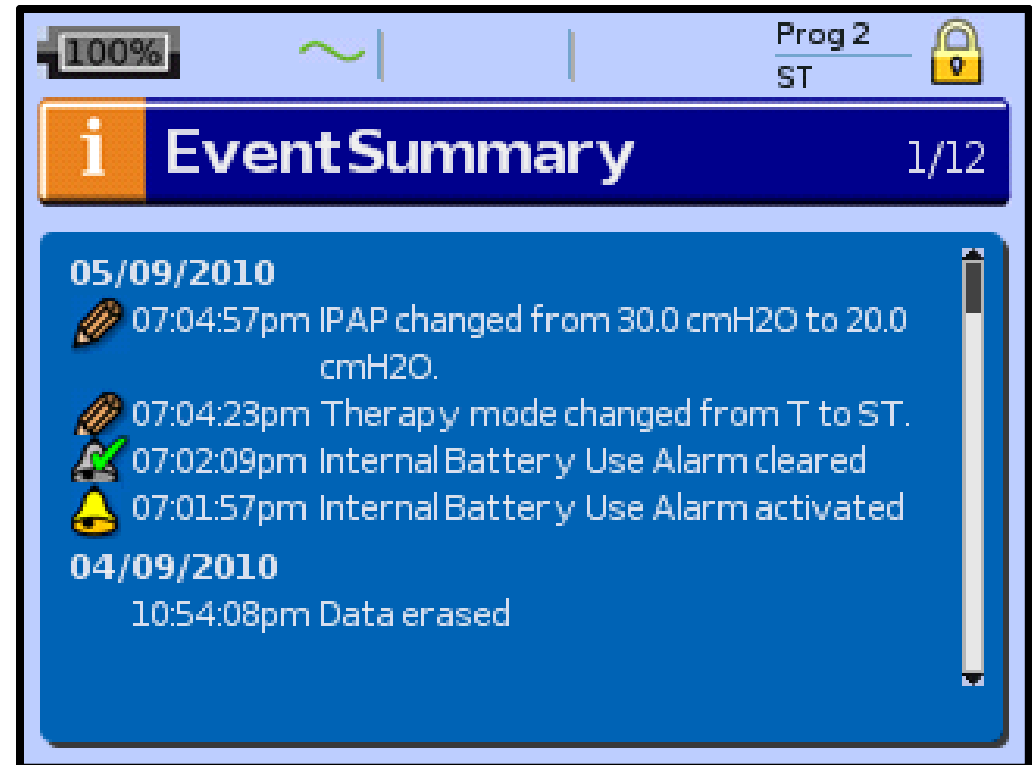 100%
Prog 2
ST
i Event Summary 1/12
05/09/2010
07:04:57pm IPAP changed from 30.0 cmH2O to 20.0
cmH2O.
07:04:23pm Therapy mode changed from T to ST.
07:02:09pm Internal Battery Use Alarm cleared
07:01:57pm Internal Battery Use Alarm activated
04/09/2010
10:54:08pm Data erased